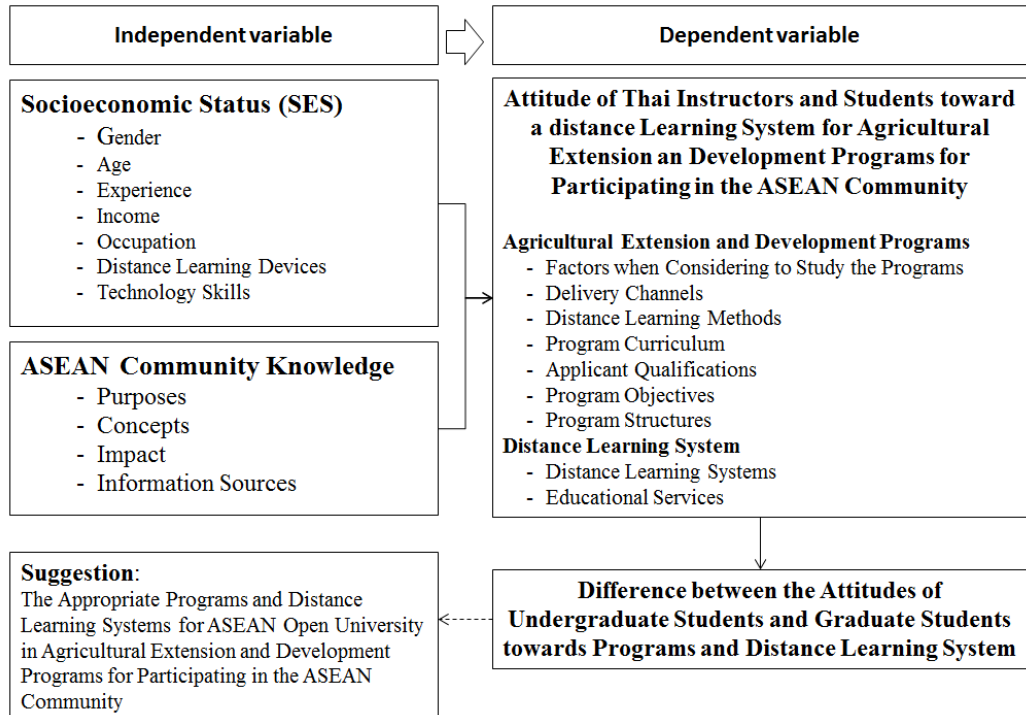 Independent variable
Dependent variable
Socioeconomic Status (SES)
- Gender
- Age
- Experience
- Income
- Occupation
- Distance Learning Devices
- Technology Skills
ASEAN Community Knowledge
- Purposes
- Concepts
- Impact
- Information Sources
Attitude of Thai Instructors and Students toward
a distance Learning System for Agricultural
Extension an Development Programs for
Participating in the ASEAN Community
Agricultural Extension and Development Programs
- Factors when Considering to Study the Programs
- Delivery Channels
- Distance Learning Methods
- Program Curriculum
- Applicant Qualifications
- Program Objectives
- Program Structures
Distance Learning System
- Distance Learning Systems
- Educational Services
Difference between the Attitudes of
Undergraduate Students and Graduate Students
towards Programs and Distance Learning System
Suggestion:
The Appropriate Programs and Distance
Learning Systems for ASEAN Open University
in Agricultural Extension and Development
Programs for Participating in the ASEAN
Community